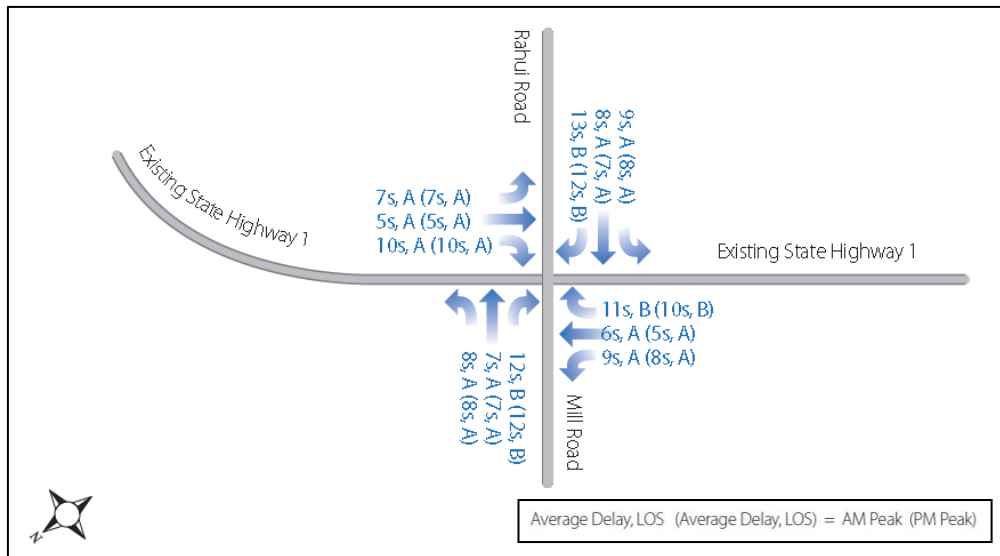 Rahui Road
13s, B (12s, B)
8s, A (7s, A)
9s, A (8s, A)
Existing State Highway 1
7s, A (7s, A)
5s, A (5s, A)
10s, A (10s, A)
Existing State Highway 1
11s, B (10s, B)
6s, A (5s, A)
9s, A (8s, A)
8s, A (8s, A)
7s, A (7s, A)
12s, B (12s, B)
Mill Road
N
Average Delay, LOS (Average Delay, LOS) = AM Peak (PM Peak)